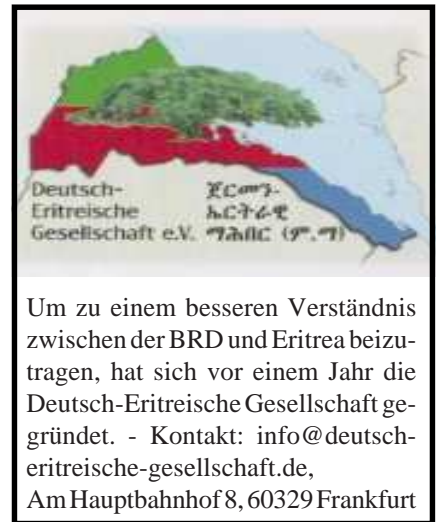 Deutsch-
Eritreische
Gesellschaft e.V.
ጀርመን-
ኤርትራዊ
ማሕበር (ም.ማ)
Um zu einem besseren Verständnis
zwischen der BRD und Eritrea beizu-
tragen, hat sich vor einem Jahr die
Deutsch-Eritreische Gesellschaft ge-
gründet. - Kontakt: info@deutsch-
eritreische-gesellschaft.de,
Am Hauptbahnhof 8, 60329 Frankfurt